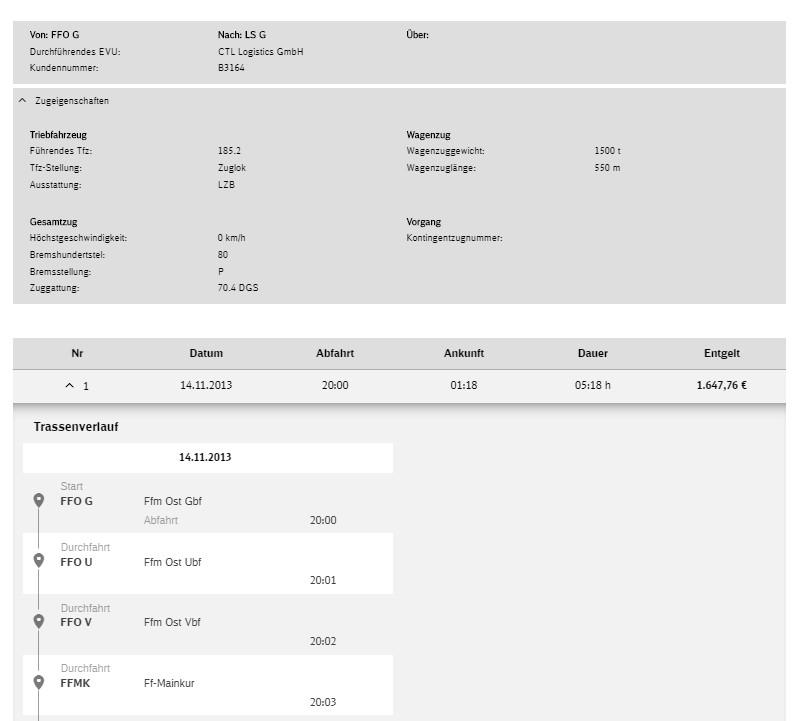 Von: FFO G Nach: LS G Über:
Durchführendes EVU: CTL Logistics GmbH
Kundennummer: B3164
Zugeigenschaften
Triebfahrzeug Wagenzug
Führendes Tfz: 185.2 Wagenzuggewicht: 1500 t
Tfz-Stellung: Zuglok Wagenzuglänge: 550 m
Ausstattung: LZB
Gesamtzug Vorgang
Höchstgeschwindigkeit: 0 km/h Kontingentzugnummer:
Bremshundertstel: 80
Bremsstellung: P
Zuggattung: 70.4 DGS
Nr Datum Abfahrt Ankunft Dauer Entgelt
1 14.11.2013 20:00 01:18 05:18 h 1.647,76 €
Trassenverlauf
14.11.2013
Start
FFO G Ffm Ost Gbf
Abfahrt 20:00
Durchfahrt
FFO U Ffm Ost Ubf
20:01
Durchfahrt
FFO V Ffm Ost Vbf
20:02
Durchfahrt
FFMK Ff-Mainkur
20:03